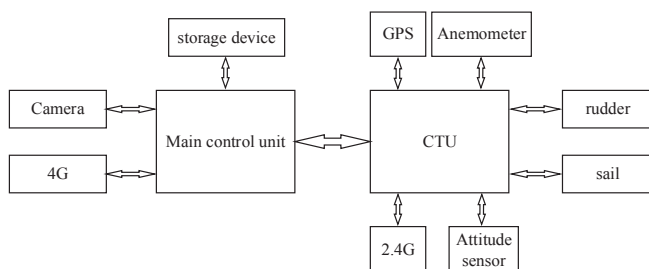 storage device
GPS
Anemometer
Camera
Main control unit
CTU
rudder
4G
sail
2.4G
Attitude
sensor